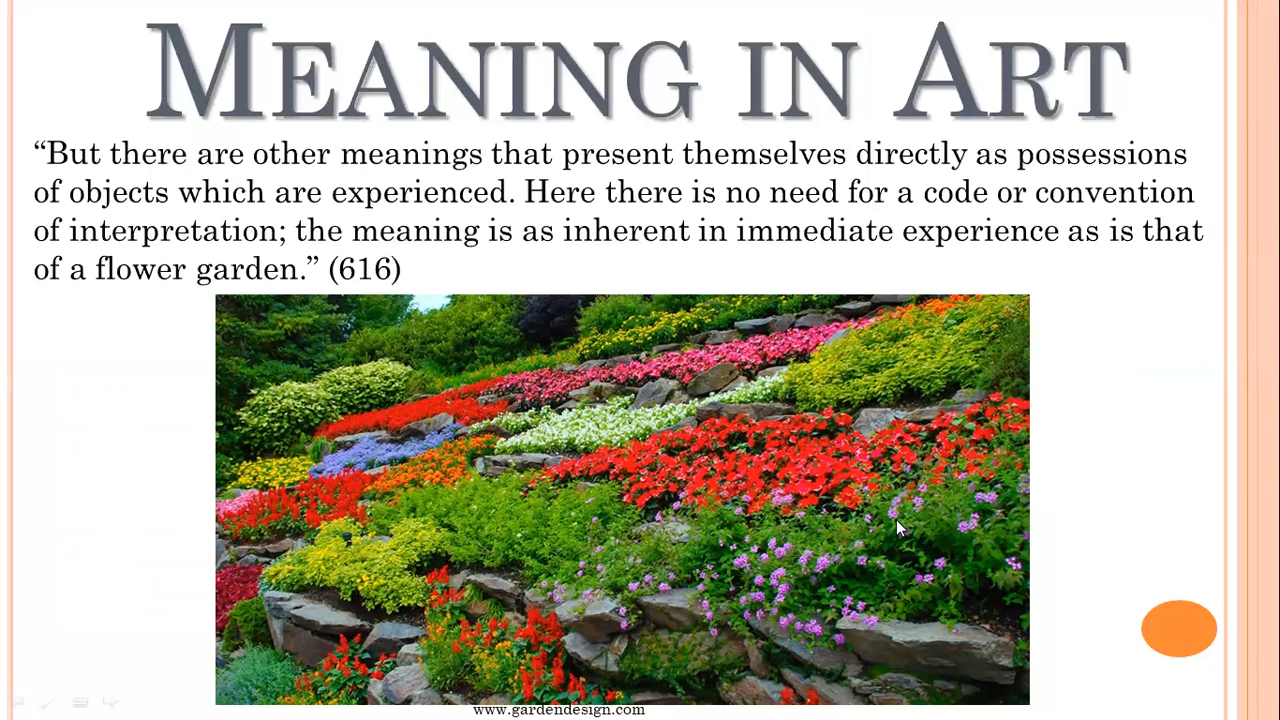 MEANING IN ART
“But there are other meanings that present themselves directly as possessions
of objects which are experienced. Here there is no need for a code or convention
of interpretation; the meaning is as inherent in immediate experience as is that
of a flower garden.” (616)
www.gardendesign.com